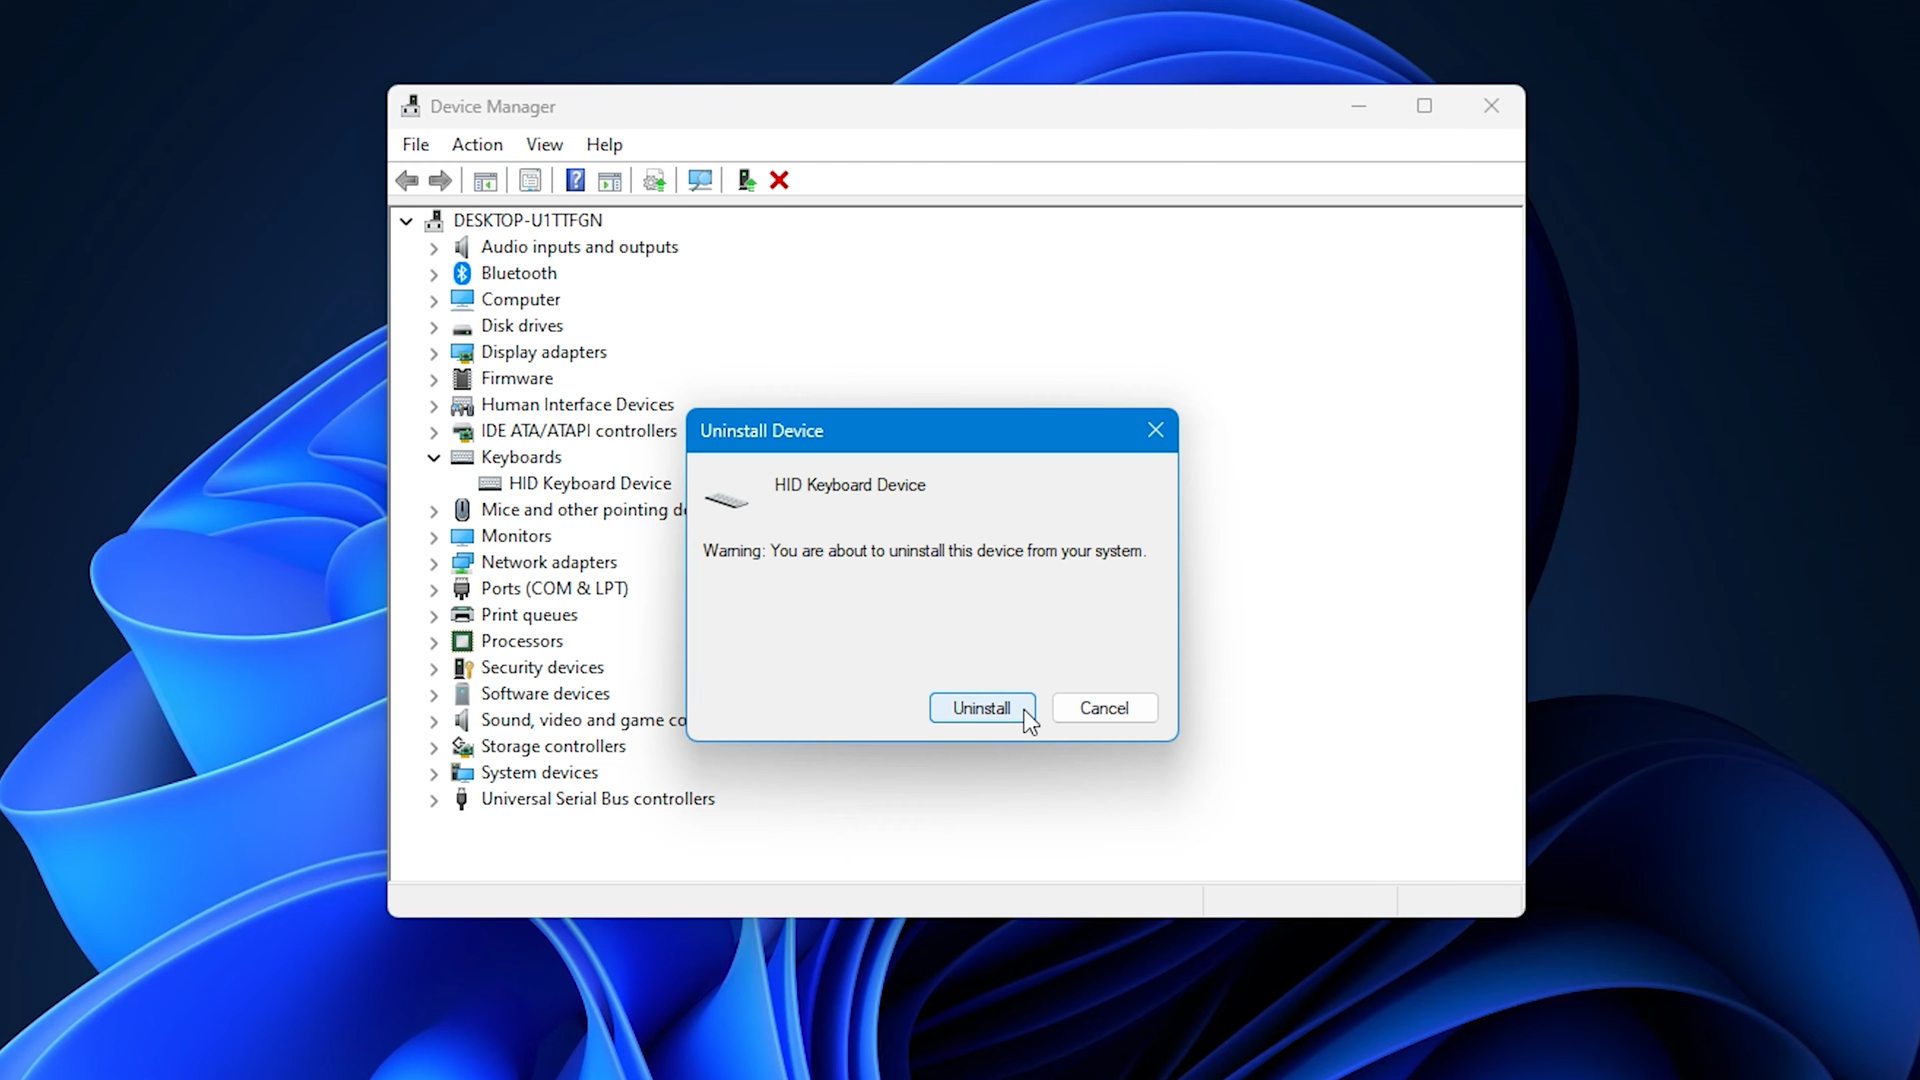 Device Manager
File Action View Help
DESKTOP-U1TTFGN
Audio inputs and outputs
Bluetooth
Computer
Disk drives
Display adapters
Firmware
Human Interface Devices
IDE ATA/ATAPI controllers
Keyboards
HID Keyboard Device
Mice and other pointing de
Monitors
Network adapters
Ports (COM & LPT)
Print queues
Processors
Security devices
Software devices
Sound, video and game co
Storage controllers
System devices
Universal Serial Bus controllers
Uninstall Device
HID Keyboard Device
Warning: You are about to uninstall this device from your system.
Uninstall Cancel